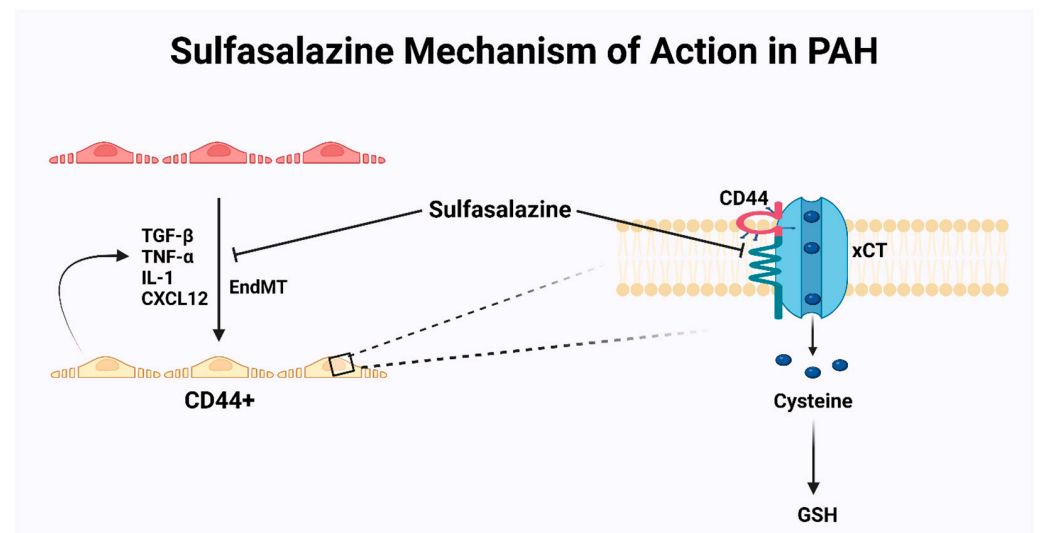 Sulfasalazine Mechanism of Action in PAH
TGF-β
TNF-α
IL-1
CXCL12
EndMT
CD44+
Sulfasalazine
CD44
xCT
Cysteine
GSH